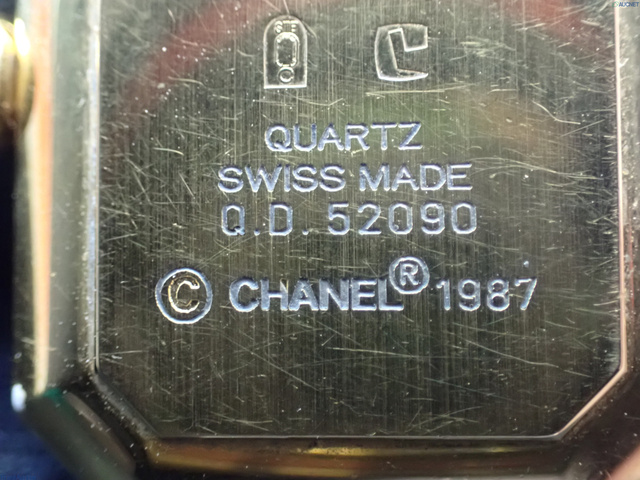 QUARTZ
SWISS MADE
Q.D. 52090
© CHANEL® 1987